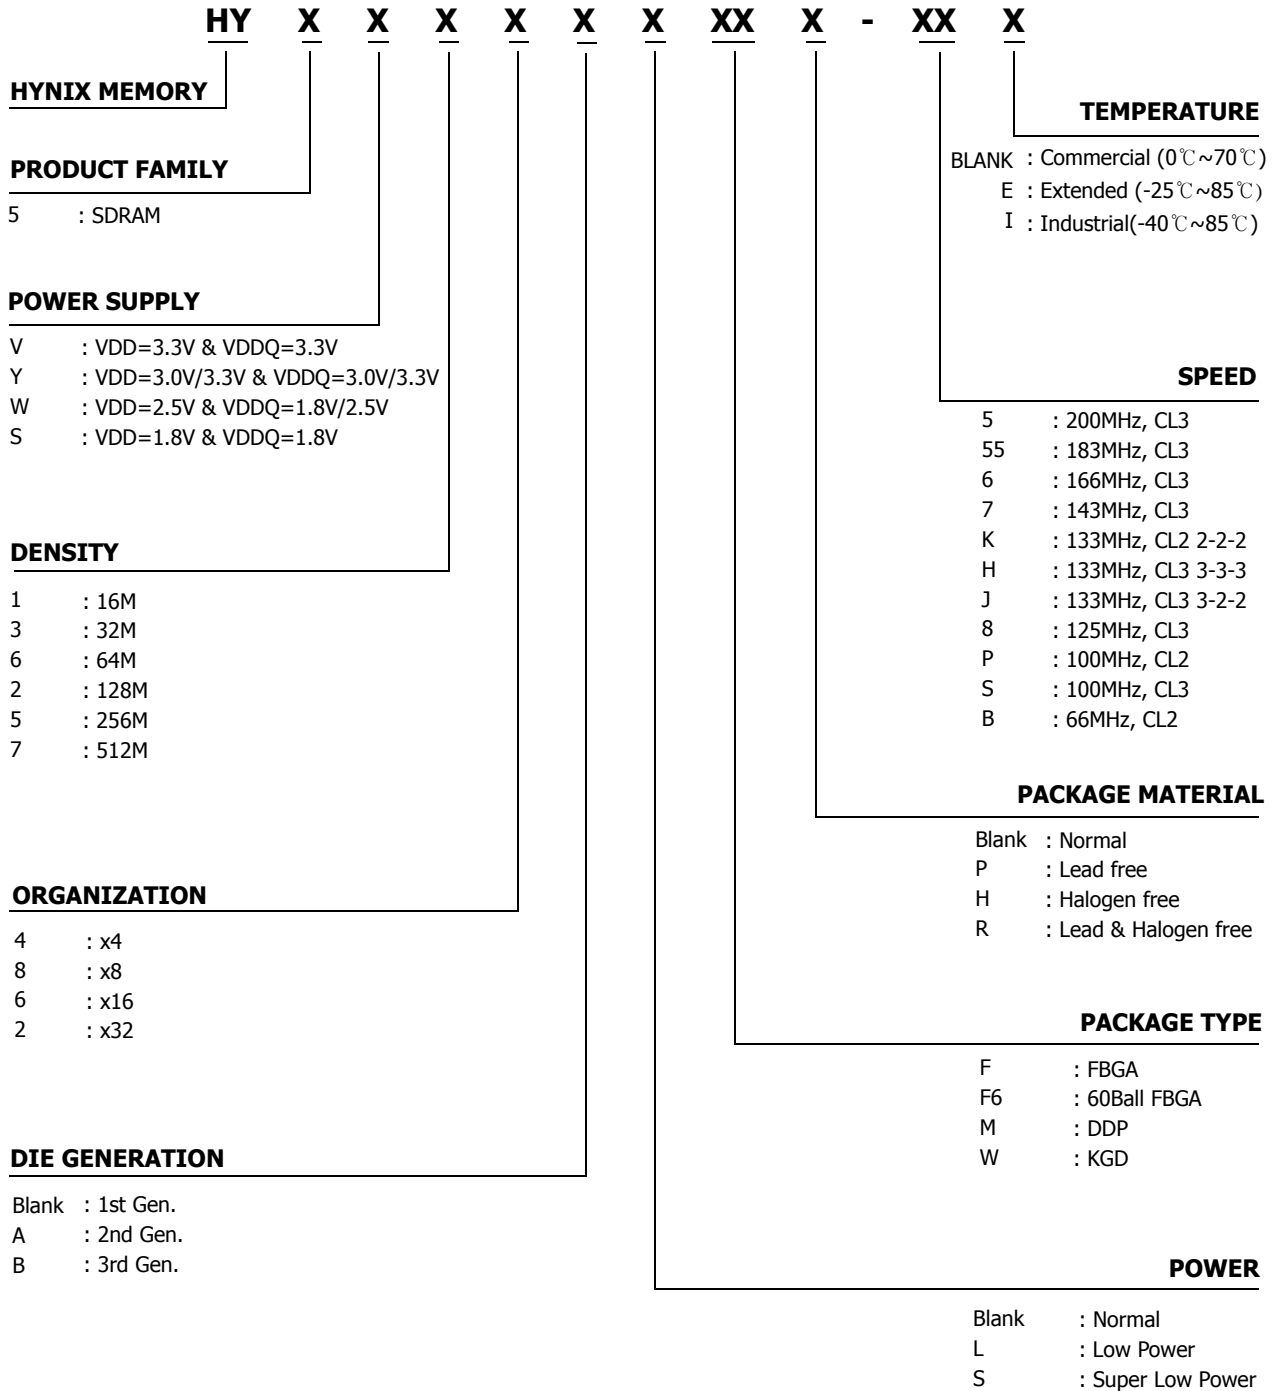 HY X X X X X X XX X - XX X
HYNIX MEMORY
PRODUCT FAMILY
5 : SDRAM
POWER SUPPLY
V : VDD=3.3V & VDDQ=3.3V
Y : VDD=3.0V/3.3V & VDDQ=3.0V/3.3V
W : VDD=2.5V & VDDQ=1.8V/2.5V
S : VDD=1.8V & VDDQ=1.8V
DENSITY
1 : 16M
3 : 32M
6 : 64M
2 : 128M
5 : 256M
7 : 512M
ORGANIZATION
4 : x4
8 : x8
6 : x16
2 : x32
DIE GENERATION
Blank : 1st Gen.
A : 2nd Gen.
B : 3rd Gen.
TEMPERATURE
BLANK : Commercial (0℃~70℃)
E : Extended (-25℃~85℃)
I : Industrial(-40℃~85℃)
SPEED
5 : 200MHz, CL3
55 : 183MHz, CL3
6 : 166MHz, CL3
7 : 143MHz, CL3
K : 133MHz, CL2 2-2-2
H : 133MHz, CL3 3-3-3
J : 133MHz, CL3 3-2-2
8 : 125MHz, CL3
P : 100MHz, CL2
S : 100MHz, CL3
B : 66MHz, CL2
PACKAGE MATERIAL
Blank : Normal
P : Lead free
H : Halogen free
R : Lead & Halogen free
PACKAGE TYPE
F : FBGA
F6 : 60Ball FBGA
M : DDP
W : KGD
POWER
Blank : Normal
L : Low Power
S : Super Low Power